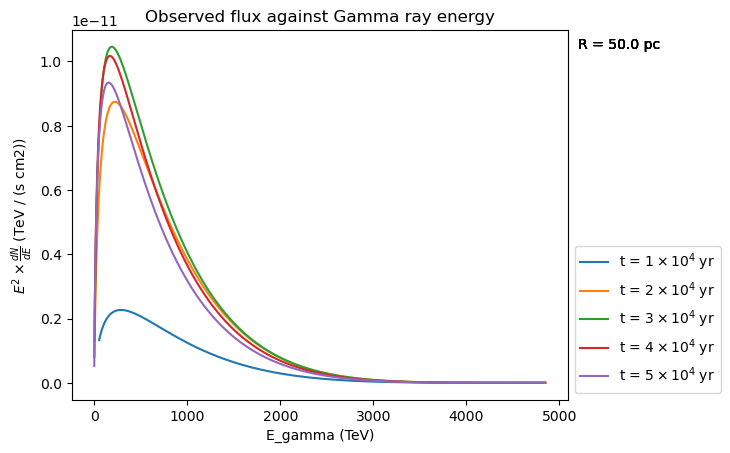 Observed flux against Gamma ray energy
1e−11
R = 50.0 pc
1.0
0.8
0.6
0.4
0.2
0.0
E² × dN/dE (TeV / (s cm2))
0
1000
2000
3000
4000
5000
E_gamma (TeV)
t = 1 × 10⁴ yr
t = 2 × 10⁴ yr
t = 3 × 10⁴ yr
t = 4 × 10⁴ yr
t = 5 × 10⁴ yr